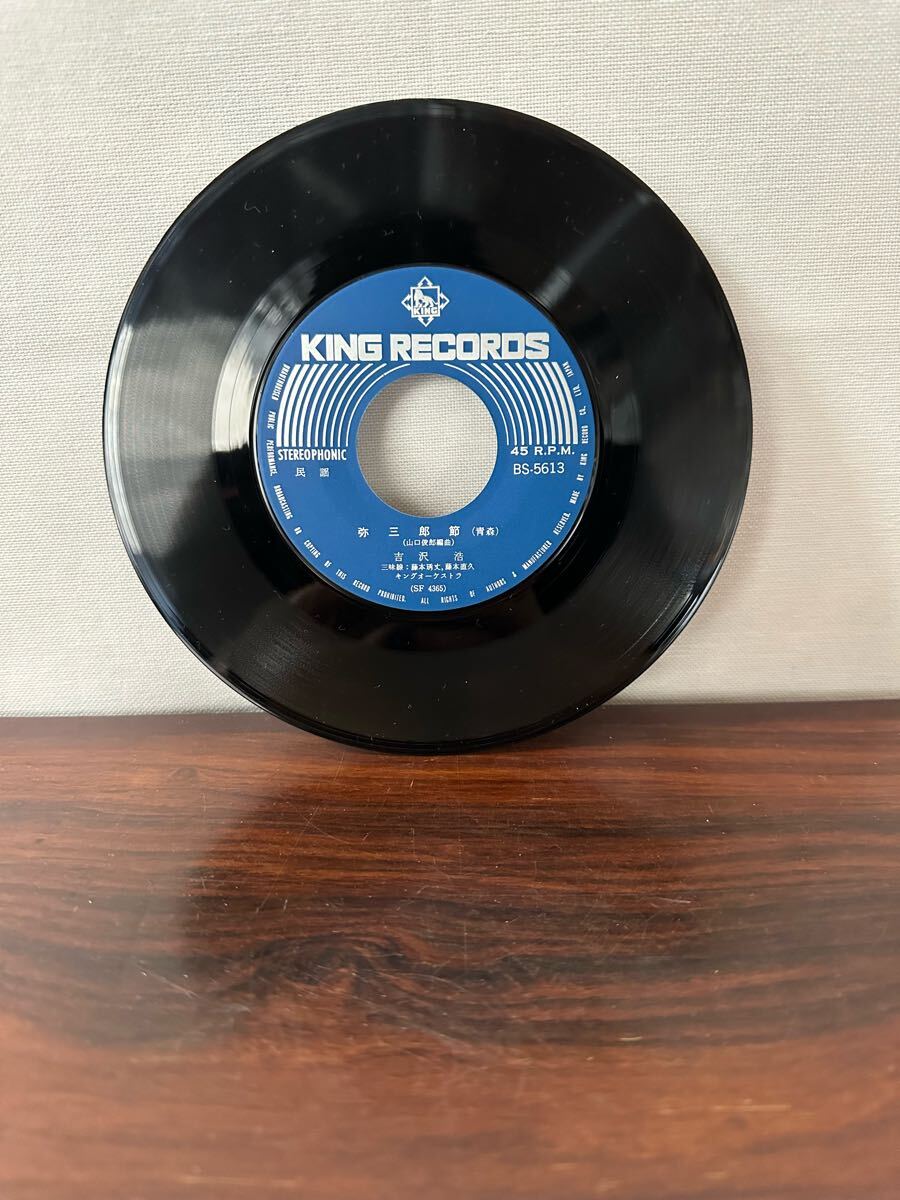 KING
KING RECORDS
STEREOPHONIC
45 R.P.M.
民謡
BS-5613
弥三郎節 (青森)
(山口俊郎編曲)
吉沢浩
三味線:藤本琇丈,藤本直久
キングオーケストラ
(SF 4365)
UNAUTHORISED PUBLIC PERFORMANCE, BROADCASTING OR COPYING OF THIS RECORD PROHIBITED. ALL RIGHTS OF AUTHORS & MANUFACTURER RESERVED. MADE BY KING RECORD CO., LTD. JAPAN